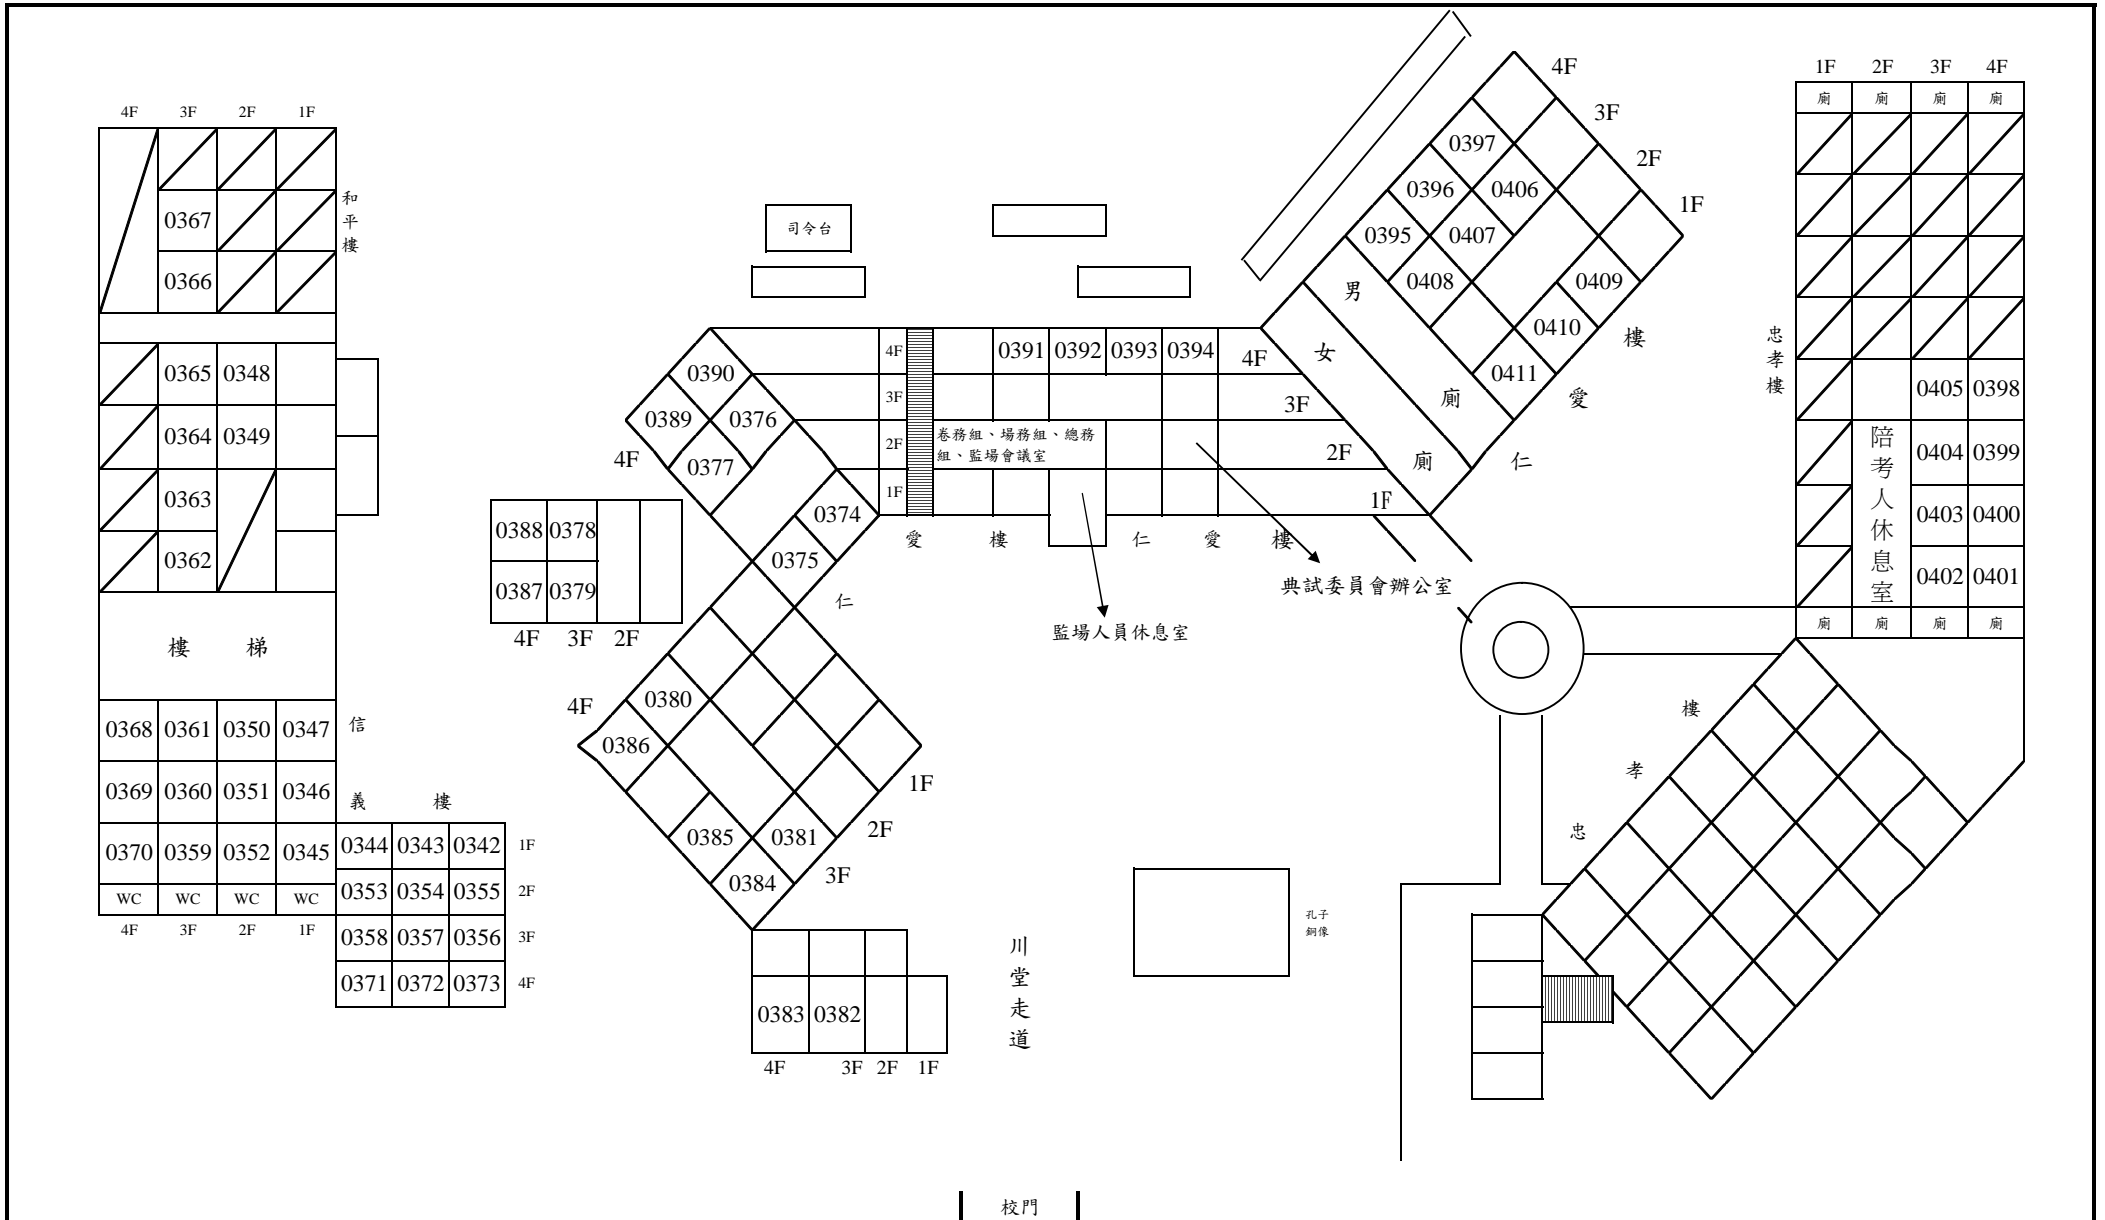 4F 3F 2F 1F
和平樓
0367
0366
0365 0348
0364 0349
0363
0362
樓 梯
0368 0361 0350 0347
0369 0360 0351 0346
0370 0359 0352 0345
WC WC WC WC
4F 3F 2F 1F
信
義 樓
0344 0343 0342 1F
0353 0354 0355 2F
0358 0357 0356 3F
0371 0372 0373 4F
司令台
0390
0389 0376
4F 0377
0374
0375
仁
0388 0378
0387 0379
4F 3F 2F
4F 0380
0386
0385 0381
0384
1F
2F
3F
0383 0382
4F 3F 2F 1F
4F 0391 0392 0393 0394 4F
3F 3F
2F 卷務組、場務組、總務
組、監場會議室
2F
1F 1F
愛 樓 仁 愛 樓
典試委員會辦公室
監場人員休息室
4F
3F
2F
1F
0397
0396 0406
0395 0407
0408 0409
0410
0411
男 廁
女 廁
樓
愛
仁
1F 2F 3F 4F
廁 廁 廁 廁
忠孝樓
0405 0398
0404 0399
0403 0400
0402 0401
陪考人休息室
廁 廁 廁 廁
樓
孝
忠
川堂走道
孔子
銅像
校門